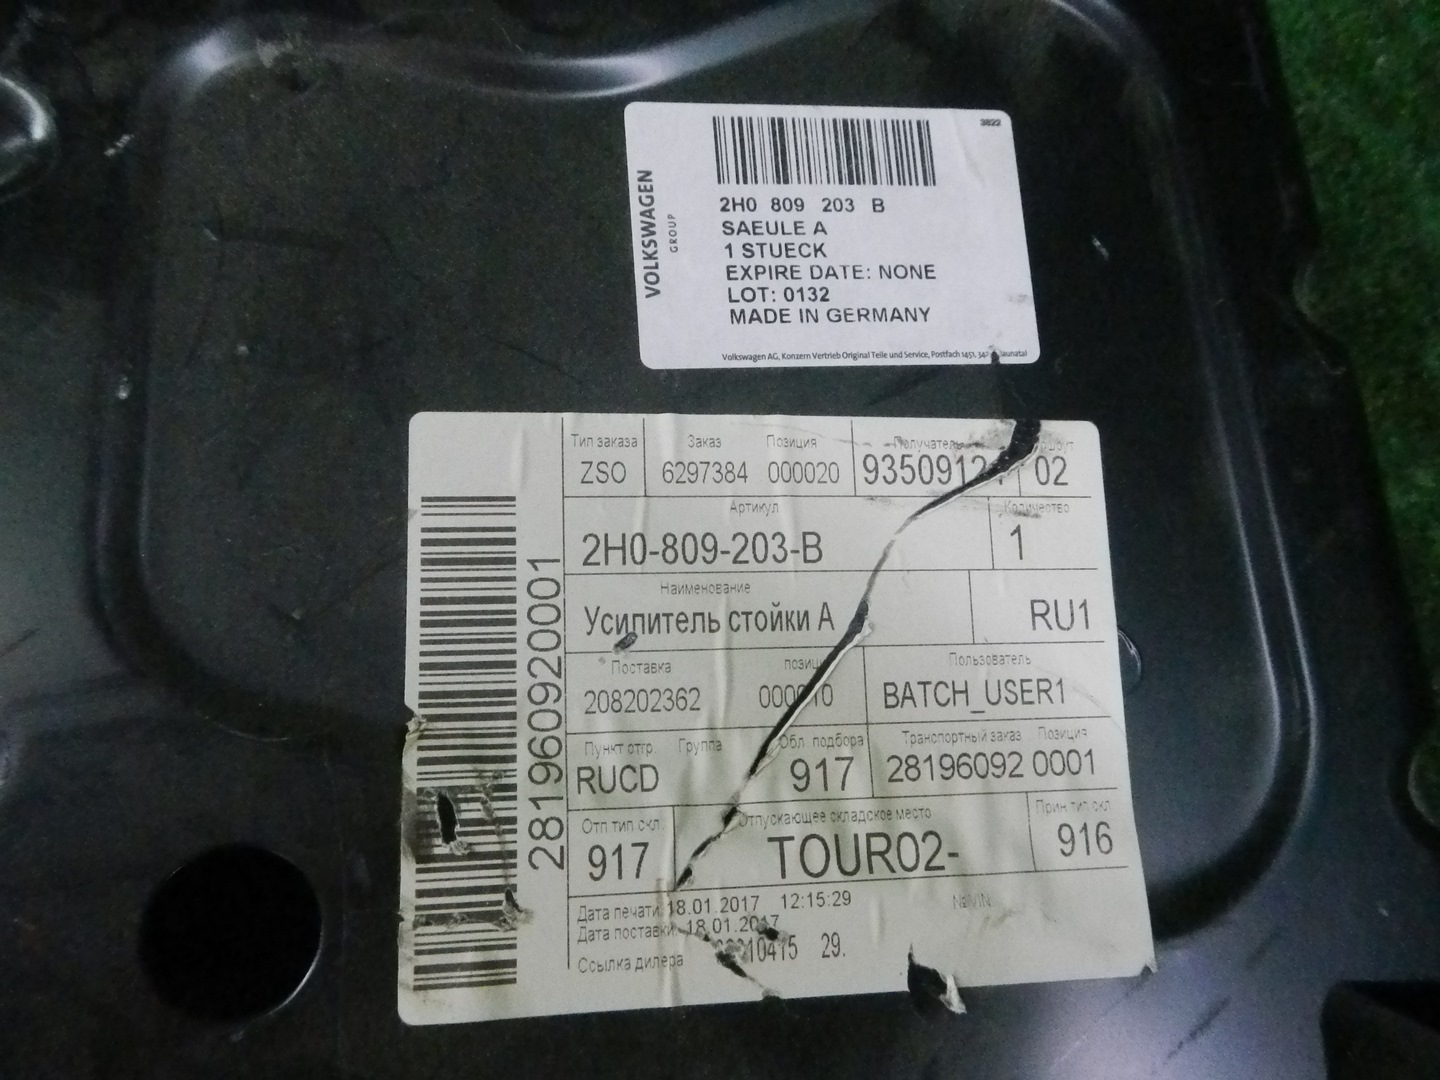 VOLKSWAGEN
GROUP
3822
2H0 809 203 B
SAEULE A
1 STUECK
EXPIRE DATE: NONE
LOT: 0132
MADE IN GERMANY
Volkswagen AG, Konzern Vertrieb Original Teile und Service, Postfach 1451,
281960920001
Тип заказа Заказ Позиция Получатель
ZSO 6297384 000020 02
Артикул Количество
2H0-809-203-B 1
Наименование
Усилитель стойки А RU1
Поставка Пользователь
208202362 BATCH_USER1
Пункт отгр. Группа Обл. подбора Транспортный заказ Позиция
RUCD 917 28196092 0001
Отп тип скл. Отпускающее складское место Прин тип скл.
917 TOUR02- 916
Дата печати 18.01.2017 12:15:29 №VIN
Дата поставки: 18.01.2017
Ссылка дилера 29.